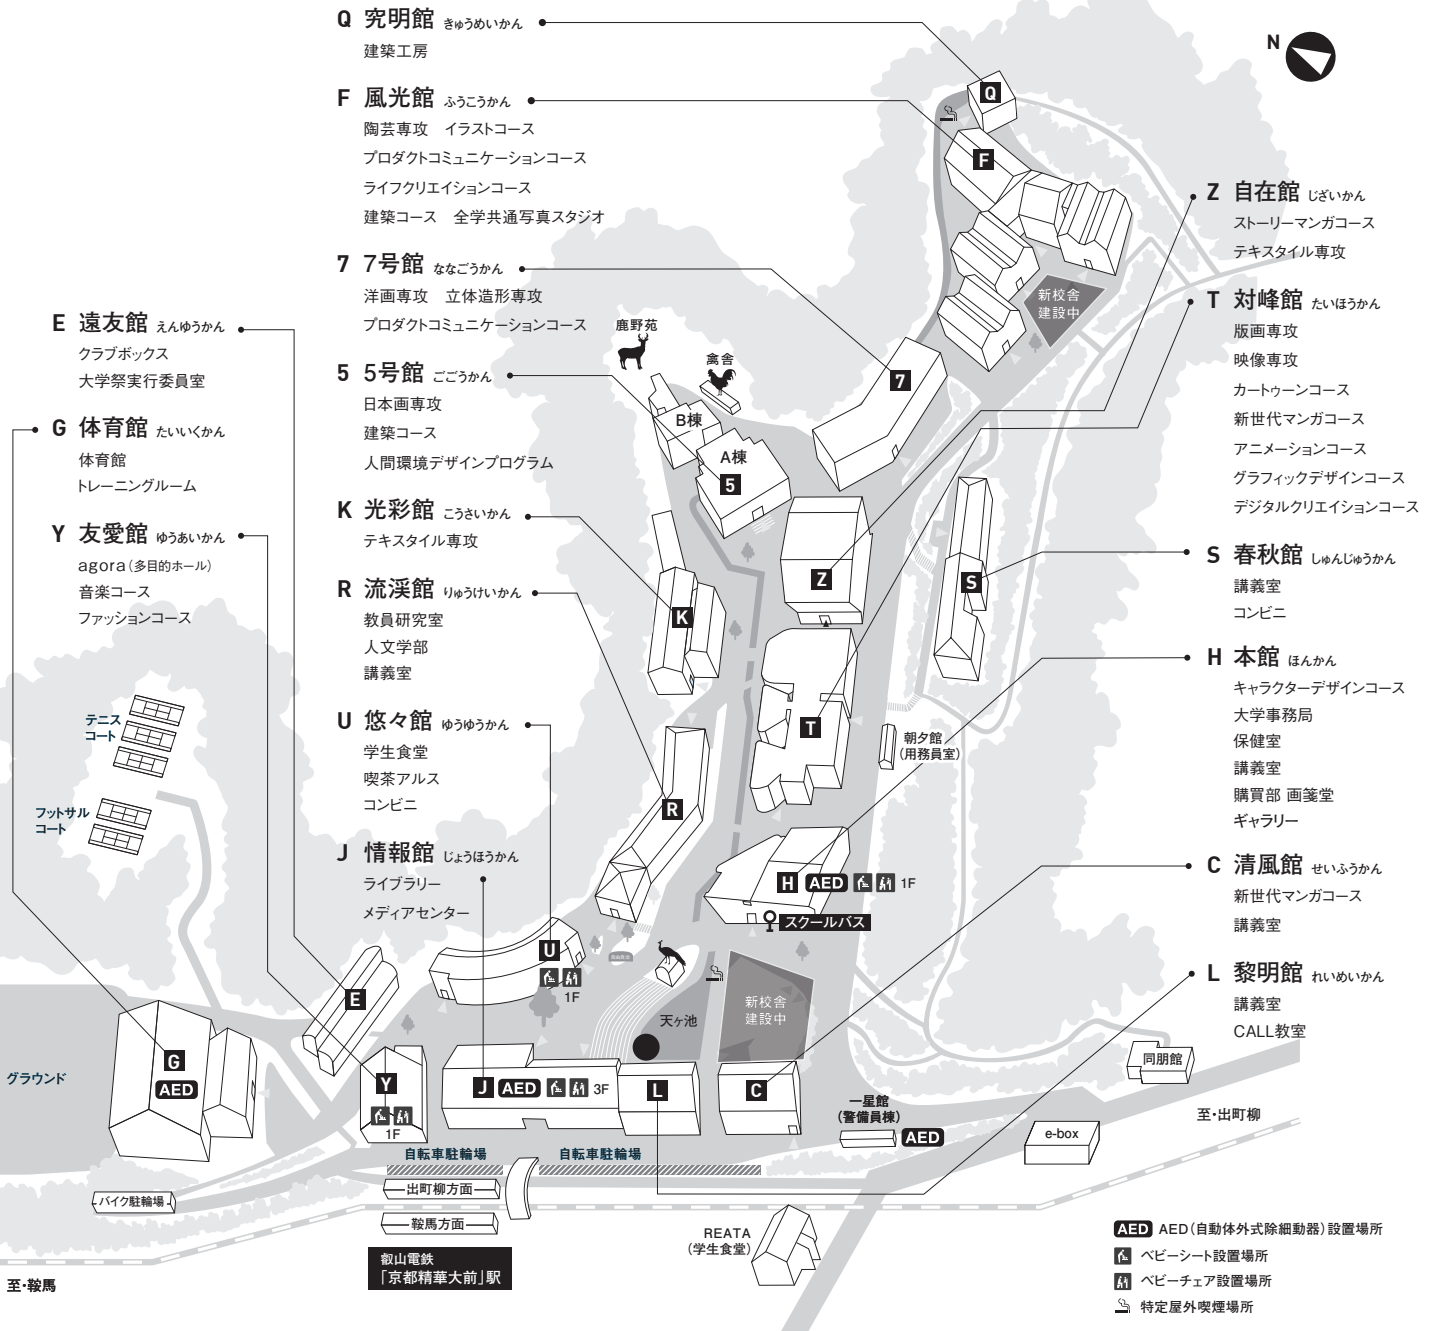 Q 究明館 きゅうめいかん
建築工房
F 風光館 ふうこうかん
陶芸専攻 イラストコース
プロダクトコミュニケーションコース
ライフクリエイションコース
建築コース 全学共通写真スタジオ
7 7号館 ななごうかん
洋画専攻 立体造形専攻
プロダクトコミュニケーションコース
5 5号館 ごごうかん
日本画専攻
建築コース
人間環境デザインプログラム
K 光彩館 こうさいかん
テキスタイル専攻
R 流渓館 りゅうけいかん
教員研究室
人文学部
講義室
U 悠々館 ゆうゆうかん
学生食堂
喫茶アルス
コンビニ
J 情報館 じょうほうかん
ライブラリー
メディアセンター
E 遠友館 えんゆうかん
クラブボックス
大学祭実行委員室
G 体育館 たいいくかん
体育館
トレーニングルーム
Y 友愛館 ゆうあいかん
agora（多目的ホール）
音楽コース
ファッションコース
N
Z 自在館 じざいかん
ストーリーマンガコース
テキスタイル専攻
T 対峰館 たいほうかん
版画専攻
映像専攻
カートゥーンコース
新世代マンガコース
アニメーションコース
グラフィックデザインコース
デジタルクリエイションコース
S 春秋館 しゅんじゅうかん
講義室
コンビニ
H 本館 ほんかん
キャラクターデザインコース
大学事務局
保健室
講義室
購買部 画箋堂
ギャラリー
C 清風館 せいふうかん
新世代マンガコース
講義室
L 黎明館 れいめいかん
講義室
CALL教室
Q
F
新校舎
建設中
7
鹿野苑
禽舎
B棟
A棟
5
Z
S
K
T
朝夕館
（用務員室）
R
H AED 1F
スクールバス
テニス
コート
フットサル
コート
U
1F
E
天ヶ池
新校舎
建設中
G
AED
グラウンド
Y
1F
J AED 3F
L
C
同朋館
一星館
（警備員棟）
AED
e-box
至・出町柳
自転車駐輪場
自転車駐輪場
バイク駐輪場
出町柳方面
鞍馬方面
叡山電鉄
「京都精華大前」駅
至・鞍馬
REATA
（学生食堂）
AED AED（自動体外式除細動器）設置場所
ベビーシート設置場所
ベビーチェア設置場所
特定屋外喫煙場所